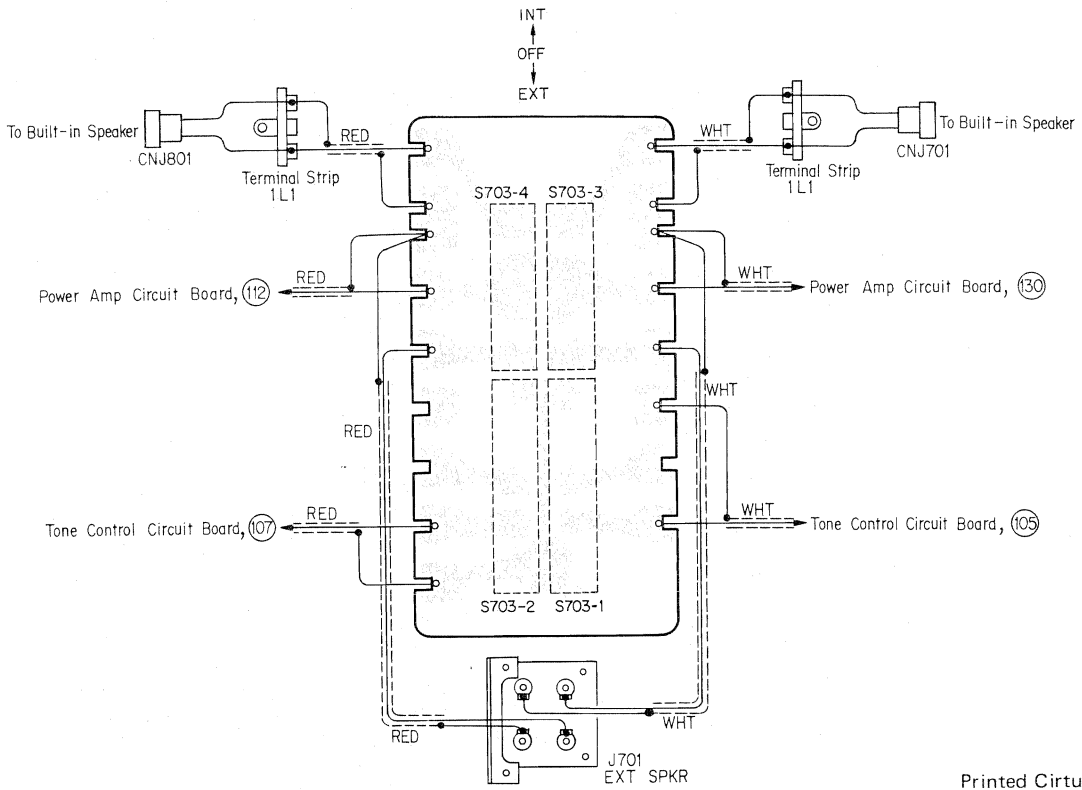 INT
OFF
EXT
To Built-in Speaker
CNJ801
RED
Terminal Strip
1L1
WHT
To Built-in Speaker
CNJ701
Terminal Strip
1L1
S703-4 S703-3
RED
Power Amp Circuit Board, 112
WHT
Power Amp Circuit Board, 130
RED
WHT
RED
Tone Control Circuit Board, 107
WHT
Tone Control Circuit Board, 105
S703-2 S703-1
RED
WHT
J701
EXT SPKR
Printed Cirtu